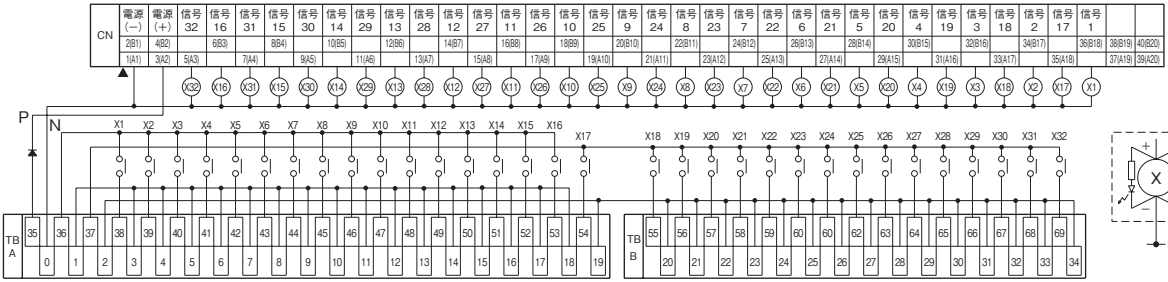 CN 電源 電源 信号 信号 信号 信号 信号 信号 信号 信号 信号 信号 信号 信号 信号 信号 信号 信号 信号 信号 信号 信号 信号 信号 信号 信号 信号 信号 信号 信号 信号 信号 信号 信号
(−) (+) 32 16 31 15 30 14 29 13 28 12 27 11 26 10 25 9 24 8 23 7 22 6 21 5 20 4 19 3 18 2 17 1
2(B1) 4(B2) 6(B3) 8(B4) 10(B5) 12(B6) 14(B7) 16(B8) 18(B9) 20(B10) 22(B11) 24(B12) 26(B13) 28(B14) 30(B15) 32(B16) 34(B17) 36(B18) 38(B19) 40(B20)
1(A1) 3(A2) 5(A3) 7(A4) 9(A5) 11(A6) 13(A7) 15(A8) 17(A9) 19(A10) 21(A11) 23(A12) 25(A13) 27(A14) 29(A15) 31(A16) 33(A17) 35(A18) 37(A19) 39(A20)
X32 X16 X31 X15 X30 X14 X29 X13 X28 X12 X27 X11 X26 X10 X25 X9 X24 X8 X23 X7 X22 X6 X21 X5 X20 X4 X19 X3 X18 X2 X17 X1
P N
X1 X2 X3 X4 X5 X6 X7 X8 X9 X10 X11 X12 X13 X14 X15 X16 X17 X18 X19 X20 X21 X22 X23 X24 X25 X26 X27 X28 X29 X30 X31 X32
+
X
−
TB A
35 36 37 38 39 40 41 42 43 44 45 46 47 48 49 50 51 52 53 54
0 1 2 3 4 5 6 7 8 9 10 11 12 13 14 15 16 17 18 19
TB B
55 56 57 58 59 60 60 62 63 64 65 66 67 68 69
20 21 22 23 24 25 26 27 28 29 30 31 32 33 34